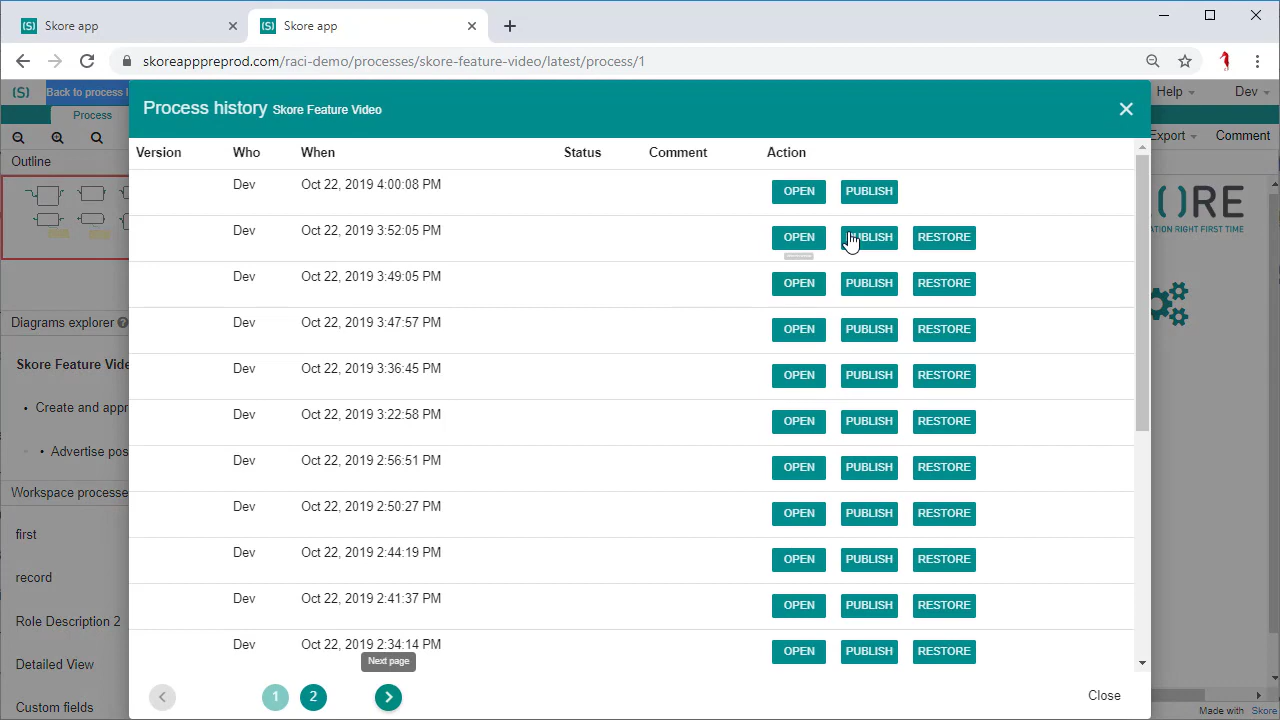 Skore app
Skore app
skoreapppreprod.com/raci-demo/processes/skore-feature-video/latest/process/1
Back to process
Process history Skore Feature Video
Help
Dev
Process
Export
Comment
Outline
Version Who When Status Comment Action
Dev Oct 22, 2019 4:00:08 PM OPEN PUBLISH
Dev Oct 22, 2019 3:52:05 PM OPEN PUBLISH RESTORE
Dev Oct 22, 2019 3:49:05 PM OPEN PUBLISH RESTORE
Dev Oct 22, 2019 3:47:57 PM OPEN PUBLISH RESTORE
Dev Oct 22, 2019 3:36:45 PM OPEN PUBLISH RESTORE
Dev Oct 22, 2019 3:22:58 PM OPEN PUBLISH RESTORE
Dev Oct 22, 2019 2:56:51 PM OPEN PUBLISH RESTORE
Dev Oct 22, 2019 2:50:27 PM OPEN PUBLISH RESTORE
Dev Oct 22, 2019 2:44:19 PM OPEN PUBLISH RESTORE
Dev Oct 22, 2019 2:41:37 PM OPEN PUBLISH RESTORE
Dev Oct 22, 2019 2:34:14 PM OPEN PUBLISH RESTORE
Next page
1 2
Close
Diagrams explorer
Skore Feature Vide
• Create and appr
• Advertise pos
Workspace processe
first
record
Role Description 2
Detailed View
Custom fields
RE
ATION RIGHT FIRST TIME
Made with Skore